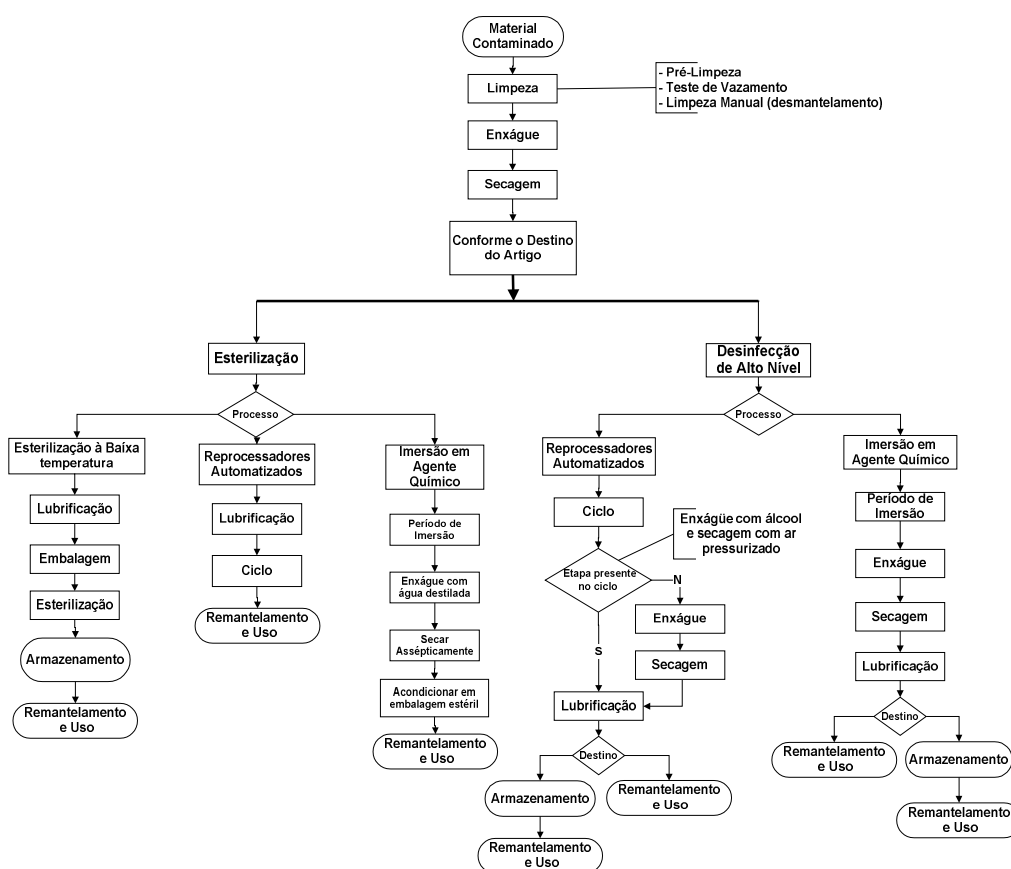 Material
Contaminado
Limpeza
- Pré-Limpeza
- Teste de Vazamento
- Limpeza Manual (desmantelamento)
Enxágue
Secagem
Conforme o Destino
do Artigo
Esterilização
Processo
Esterilização à Baíxa
temperatura
Lubrificação
Embalagem
Esterilização
Armazenamento
Remantelamento
e Uso
Reprocessadores
Automatizados
Lubrificação
Ciclo
Remantelamento
e Uso
Imersão em
Agente
Químico
Período de
Imersão
Enxágue com
água destilada
Secar
Assépticamente
Acondicionar em
embalagem estéril
Remantelamento
e Uso
Desinfecção
de Alto Nível
Processo
Reprocessadores
Automatizados
Ciclo
Enxágüe com álcool
e secagem com ar
pressurizado
Etapa presente
no ciclo
N
Enxágue
Secagem
S
Lubrificação
Destino
Armazenamento
Remantelamento
e Uso
Remantelamento
e Uso
Imersão em
Agente Químico
Período de
Imersão
Enxágue
Secagem
Lubrificação
Destino
Remantelamento
e Uso
Armazenamento
Remantelamento
e Uso